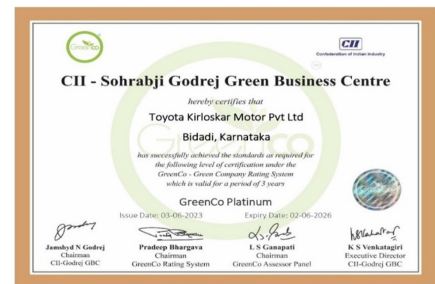 GreenCo
CII
Confederation of Indian Industry
CII - Sohrabji Godrej Green Business Centre
hereby certifies that
Toyota Kirloskar Motor Pvt Ltd
Bidadi, Karnataka
has successfully achieved the standards as required for
the following level of certification under the
GreenCo - Green Company Rating System
which is valid for a period of 3 years
GreenCo Platinum
Issue Date: 03-06-2023 Expiry Date: 02-06-2026
Jamshyd N Godrej Pradeep Bhargava L S Ganapati K S Venkatagiri
Chairman Chairman Chairman Executive Director
CII-Godrej GBC GreenCo Rating System GreenCo Assessor Panel CII-Godrej GBC